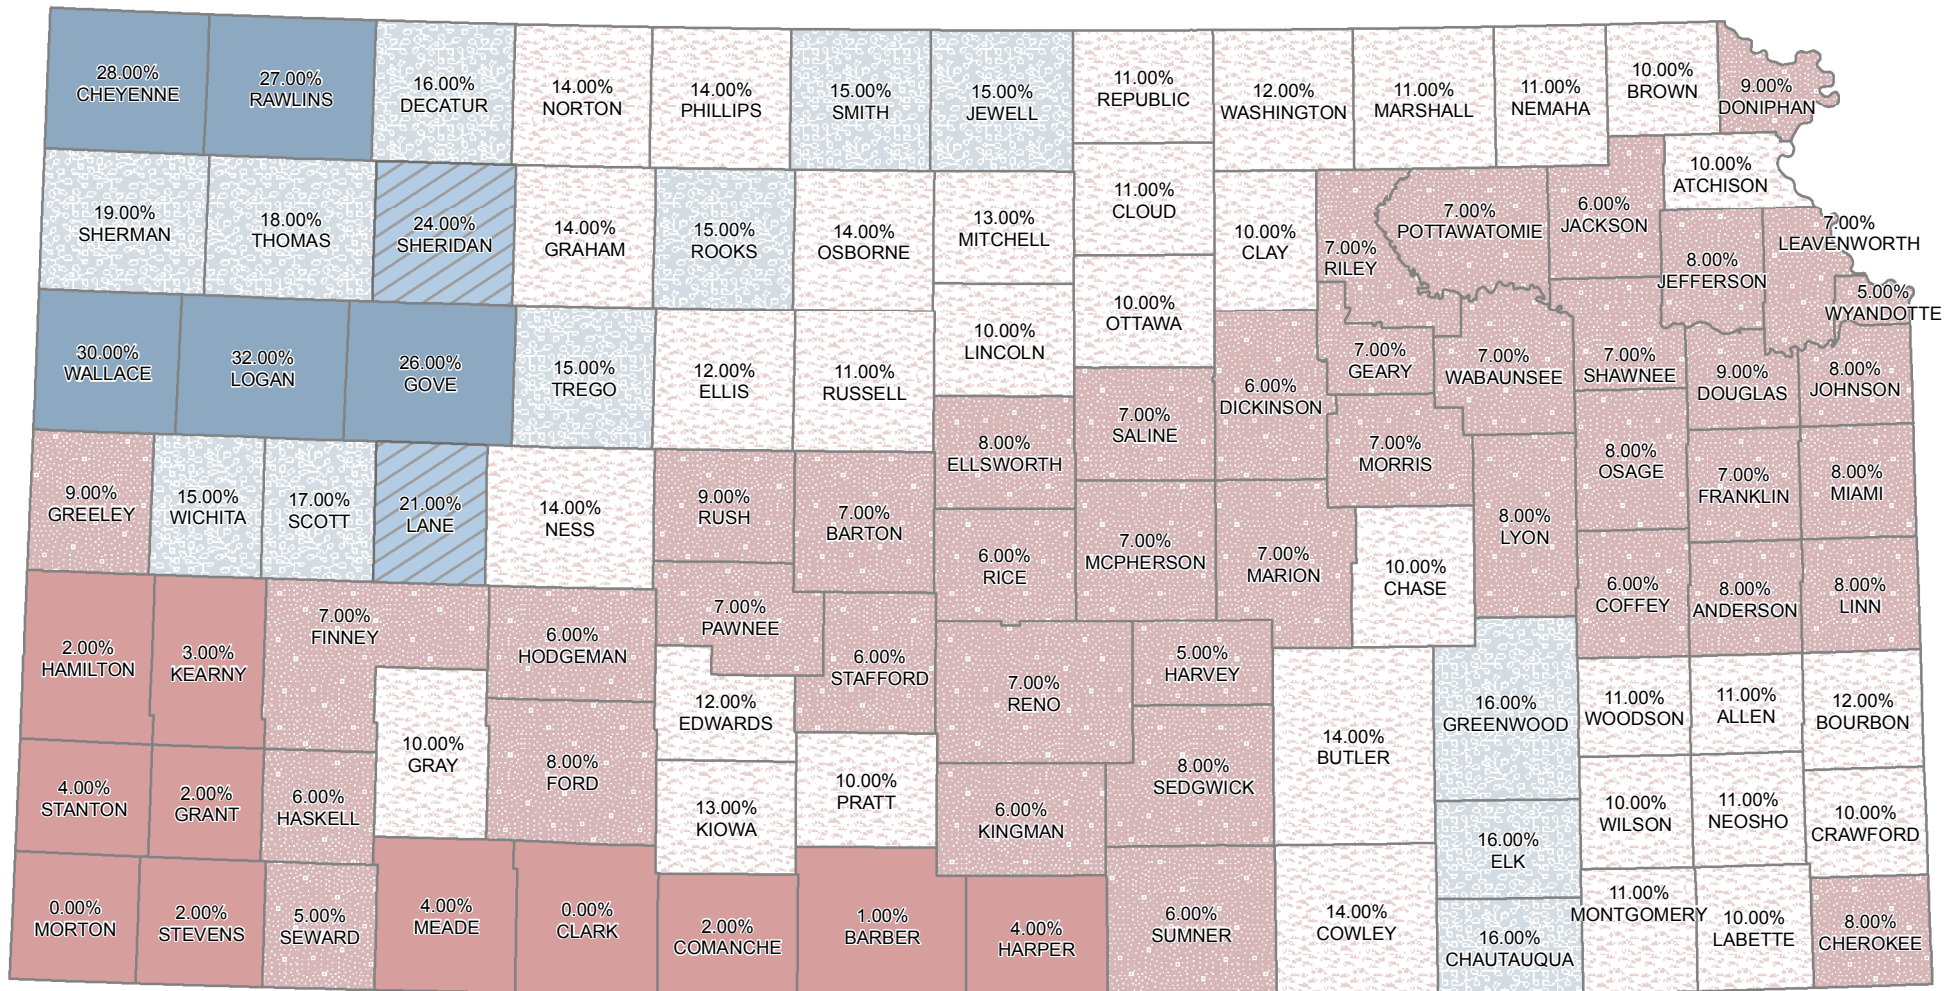 28.00%
CHEYENNE
27.00%
RAWLINS
16.00%
DECATUR
14.00%
NORTON
14.00%
PHILLIPS
15.00%
SMITH
15.00%
JEWELL
11.00%
REPUBLIC
12.00%
WASHINGTON
11.00%
MARSHALL
11.00%
NEMAHA
10.00%
BROWN
9.00%
DONIPHAN
19.00%
SHERMAN
18.00%
THOMAS
24.00%
SHERIDAN
14.00%
GRAHAM
15.00%
ROOKS
14.00%
OSBORNE
13.00%
MITCHELL
11.00%
CLOUD
10.00%
CLAY
7.00%
RILEY
7.00%
POTTAWATOMIE
6.00%
JACKSON
10.00%
ATCHISON
8.00%
JEFFERSON
7.00%
LEAVENWORTH
5.00%
WYANDOTTE
30.00%
WALLACE
32.00%
LOGAN
26.00%
GOVE
15.00%
TREGO
12.00%
ELLIS
11.00%
RUSSELL
10.00%
LINCOLN
10.00%
OTTAWA
6.00%
DICKINSON
7.00%
GEARY
7.00%
WABAUNSEE
7.00%
SHAWNEE
9.00%
DOUGLAS
8.00%
JOHNSON
9.00%
GREELEY
15.00%
WICHITA
17.00%
SCOTT
21.00%
LANE
14.00%
NESS
9.00%
RUSH
7.00%
BARTON
8.00%
ELLSWORTH
7.00%
SALINE
7.00%
MORRIS
8.00%
OSAGE
7.00%
FRANKLIN
8.00%
MIAMI
6.00%
RICE
7.00%
MCPHERSON
7.00%
MARION
10.00%
CHASE
8.00%
LYON
6.00%
COFFEY
8.00%
ANDERSON
8.00%
LINN
2.00%
HAMILTON
3.00%
KEARNY
7.00%
FINNEY
6.00%
HODGEMAN
7.00%
PAWNEE
6.00%
STAFFORD
7.00%
RENO
5.00%
HARVEY
12.00%
EDWARDS
14.00%
BUTLER
16.00%
GREENWOOD
11.00%
WOODSON
11.00%
ALLEN
12.00%
BOURBON
4.00%
STANTON
2.00%
GRANT
6.00%
HASKELL
10.00%
GRAY
8.00%
FORD
13.00%
KIOWA
10.00%
PRATT
6.00%
KINGMAN
8.00%
SEDGWICK
16.00%
ELK
10.00%
WILSON
11.00%
NEOSHO
10.00%
CRAWFORD
0.00%
MORTON
2.00%
STEVENS
5.00%
SEWARD
4.00%
MEADE
0.00%
CLARK
2.00%
COMANCHE
1.00%
BARBER
4.00%
HARPER
6.00%
SUMNER
14.00%
COWLEY
16.00%
CHAUTAUQUA
11.00%
MONTGOMERY
10.00%
LABETTE
8.00%
CHEROKEE